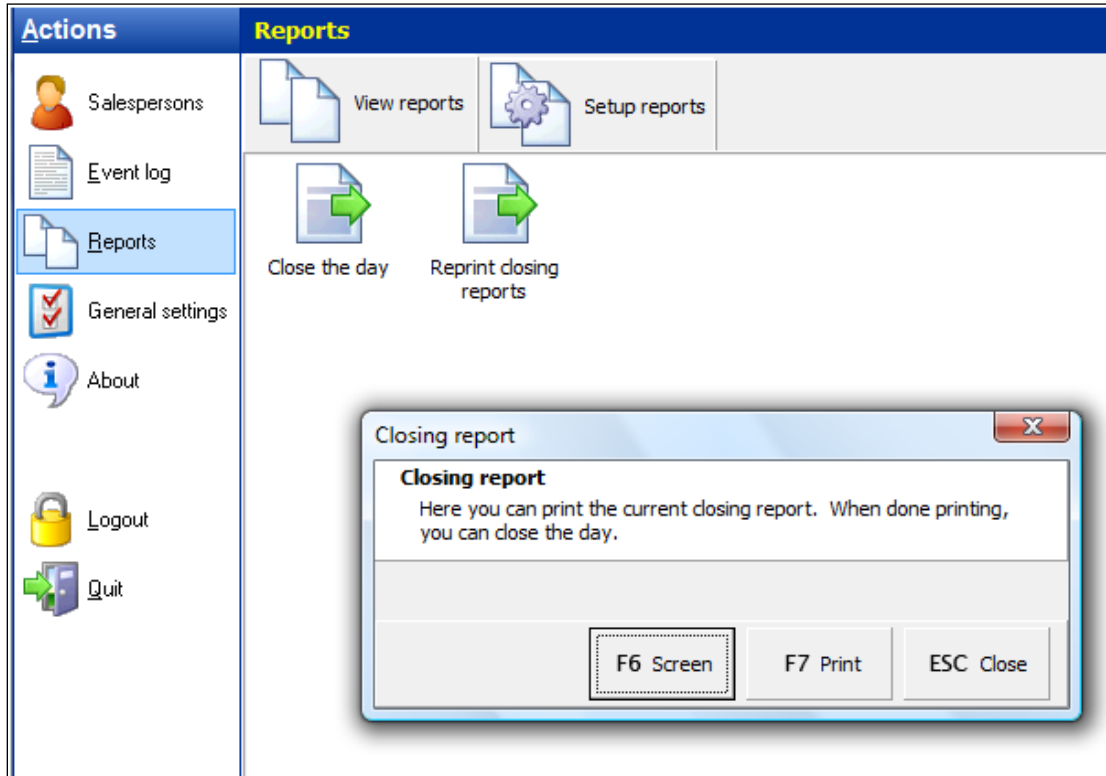 Actions
Reports
Salespersons
Event log
Reports
General settings
About
Logout
Quit
View reports
Setup reports
Close the day
Reprint closing
reports
Closing report
Closing report
Here you can print the current closing report. When done printing,
you can close the day.
F6 Screen
F7 Print
ESC Close